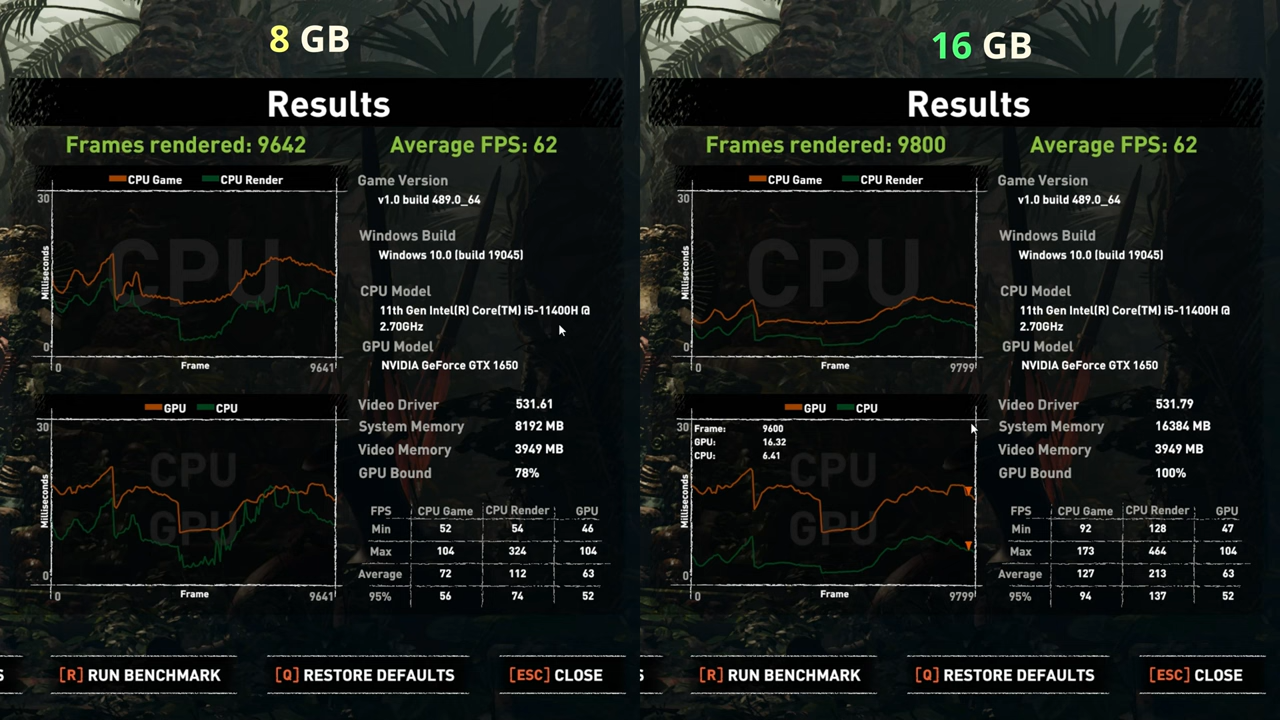 8 GB
Results
Frames rendered: 9642 Average FPS: 62
CPU Game CPU Render
30
CPU
Milliseconds
0
0 Frame 9641
Game Version
v1.0 build 489.0_64
Windows Build
Windows 10.0 (build 19045)
CPU Model
11th Gen Intel(R) Core(TM) i5-11400H @
2.70GHz
GPU Model
NVIDIA GeForce GTX 1650
GPU CPU
30
CPU
GPU
Milliseconds
0
0 Frame 9641
Video Driver 531.61
System Memory 8192 MB
Video Memory 3949 MB
GPU Bound 78%
FPS CPU Game CPU Render GPU
Min 52 54 46
Max 104 324 104
Average 72 112 63
95% 56 74 52
S [R] RUN BENCHMARK [Q] RESTORE DEFAULTS [ESC] CLOSE
16 GB
Results
Frames rendered: 9800 Average FPS: 62
CPU Game CPU Render
30
CPU
Milliseconds
0
0 Frame 9799
Game Version
v1.0 build 489.0_64
Windows Build
Windows 10.0 (build 19045)
CPU Model
11th Gen Intel(R) Core(TM) i5-11400H @
2.70GHz
GPU Model
NVIDIA GeForce GTX 1650
GPU CPU
30
Frame: 9600
GPU: 16.32
CPU: 6.41
CPU
GPU
Milliseconds
0
0 Frame 9799
Video Driver 531.79
System Memory 16384 MB
Video Memory 3949 MB
GPU Bound 100%
FPS CPU Game CPU Render GPU
Min 92 128 47
Max 173 464 104
Average 127 213 63
95% 94 137 52
S [R] RUN BENCHMARK [Q] RESTORE DEFAULTS [ESC] CLOSE